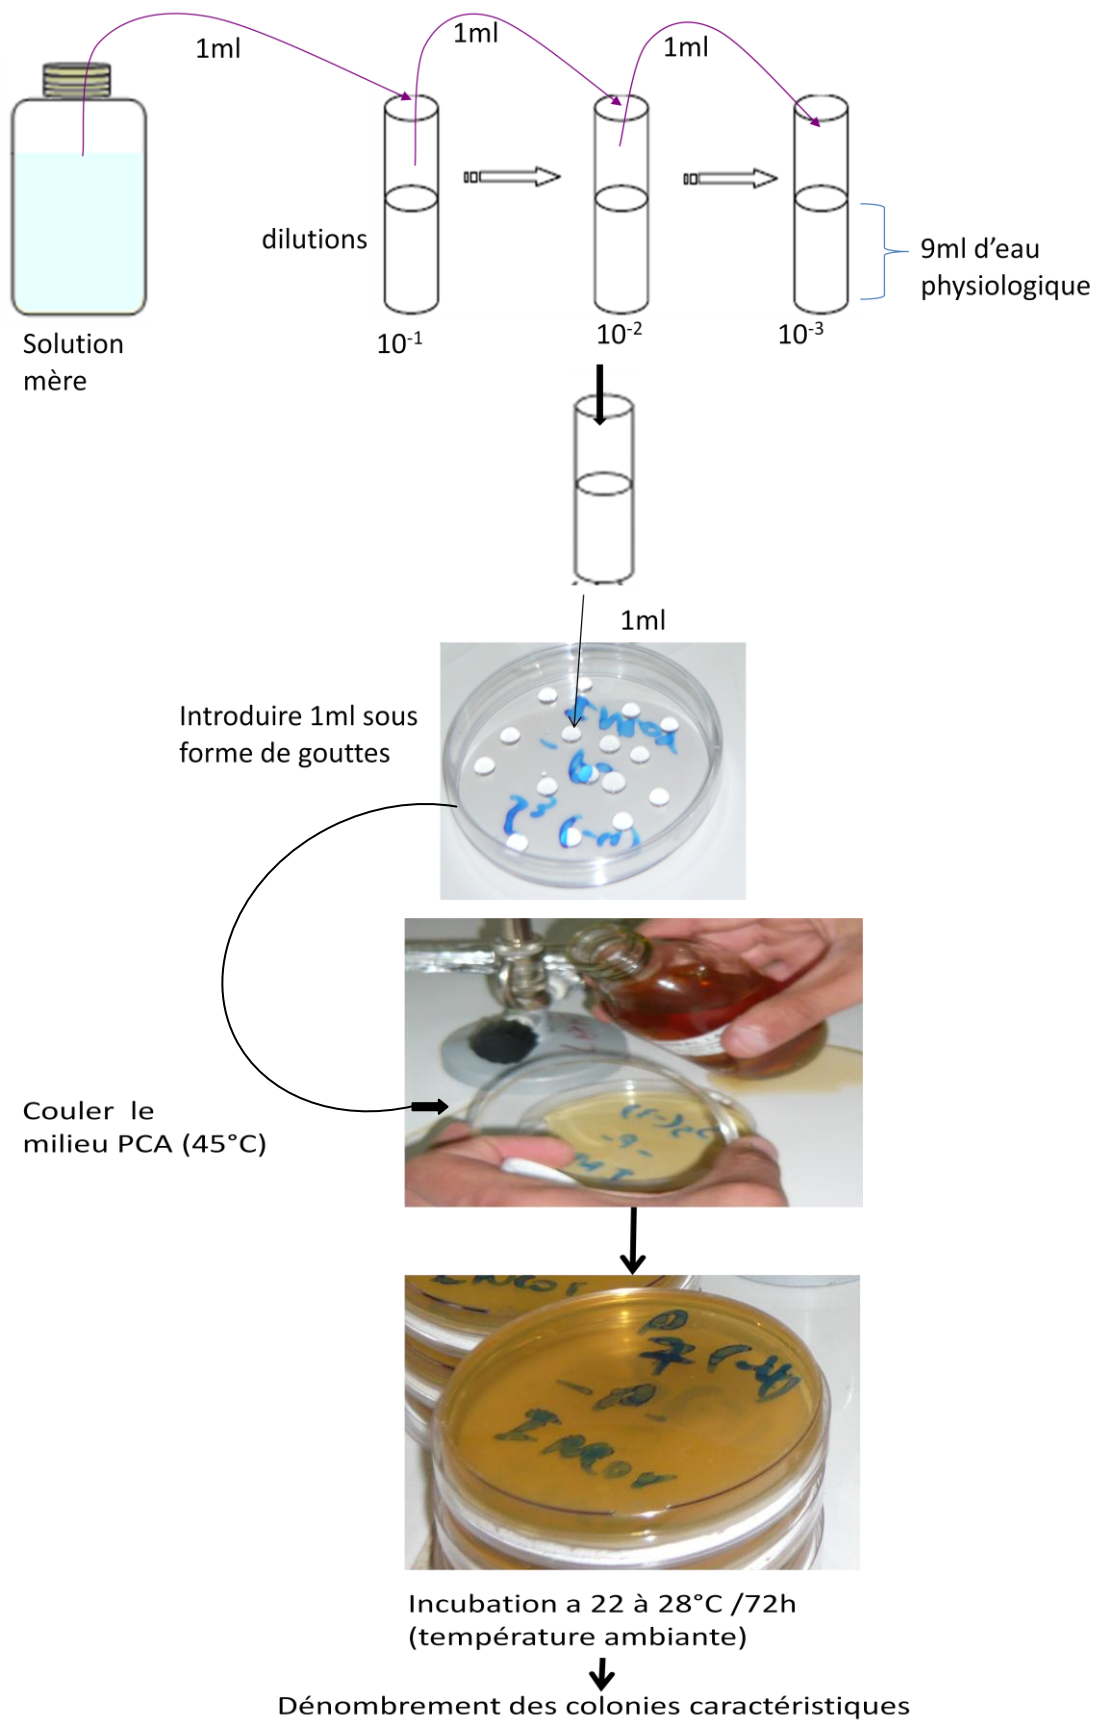 1ml
1ml
1ml
dilutions
9ml d’eau
physiologique
Solution
mère
10⁻¹
10⁻²
10⁻³
1ml
Introduire 1ml sous
forme de gouttes
Couler le
milieu PCA (45°C)
Incubation a 22 à 28°C /72h
(température ambiante)
Dénombrement des colonies caractéristiques